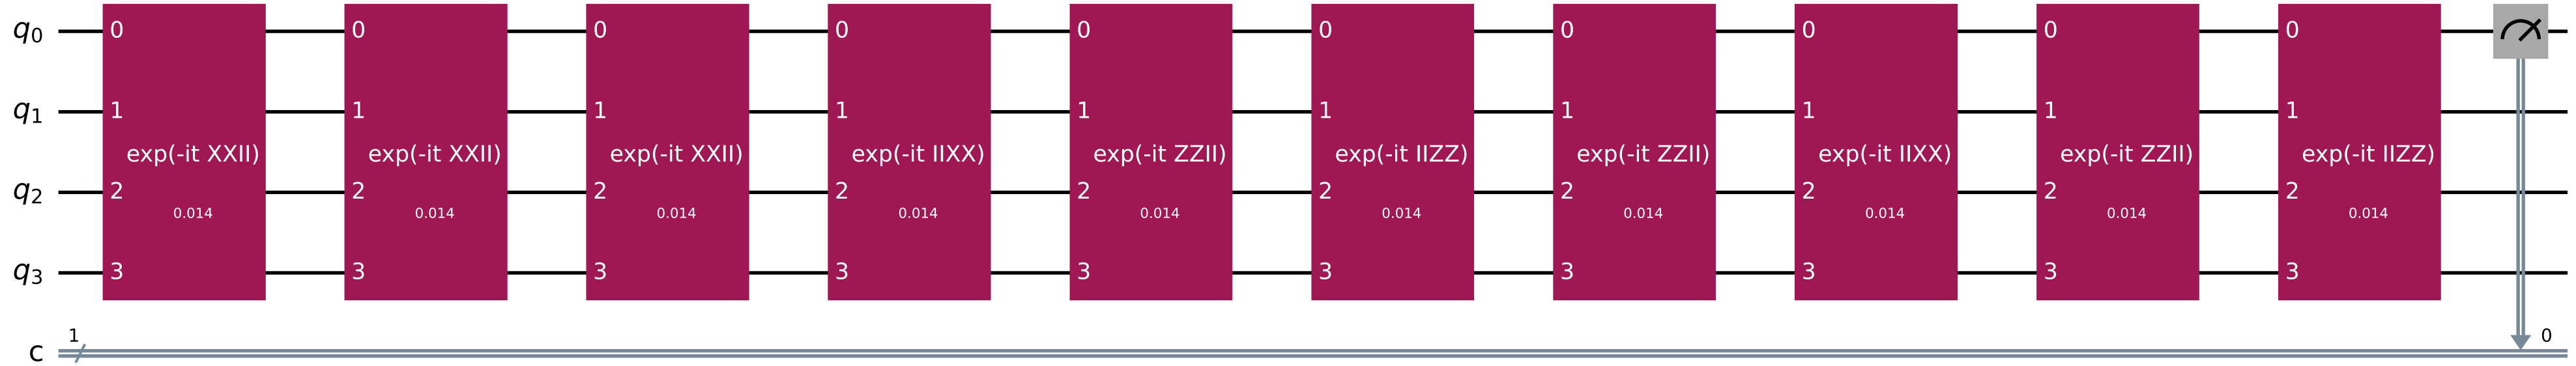 q0 0 0 0 0 0 0 0 0 0 0
q1 1 1 1 1 1 1 1 1 1 1
exp(-it XXII) exp(-it XXII) exp(-it XXII) exp(-it IIXX) exp(-it ZZII) exp(-it IIZZ) exp(-it ZZII) exp(-it IIXX) exp(-it ZZII) exp(-it IIZZ)
q2 2 2 2 2 2 2 2 2 2 2
0.014 0.014 0.014 0.014 0.014 0.014 0.014 0.014 0.014 0.014
q3 3 3 3 3 3 3 3 3 3 3
1 0
c